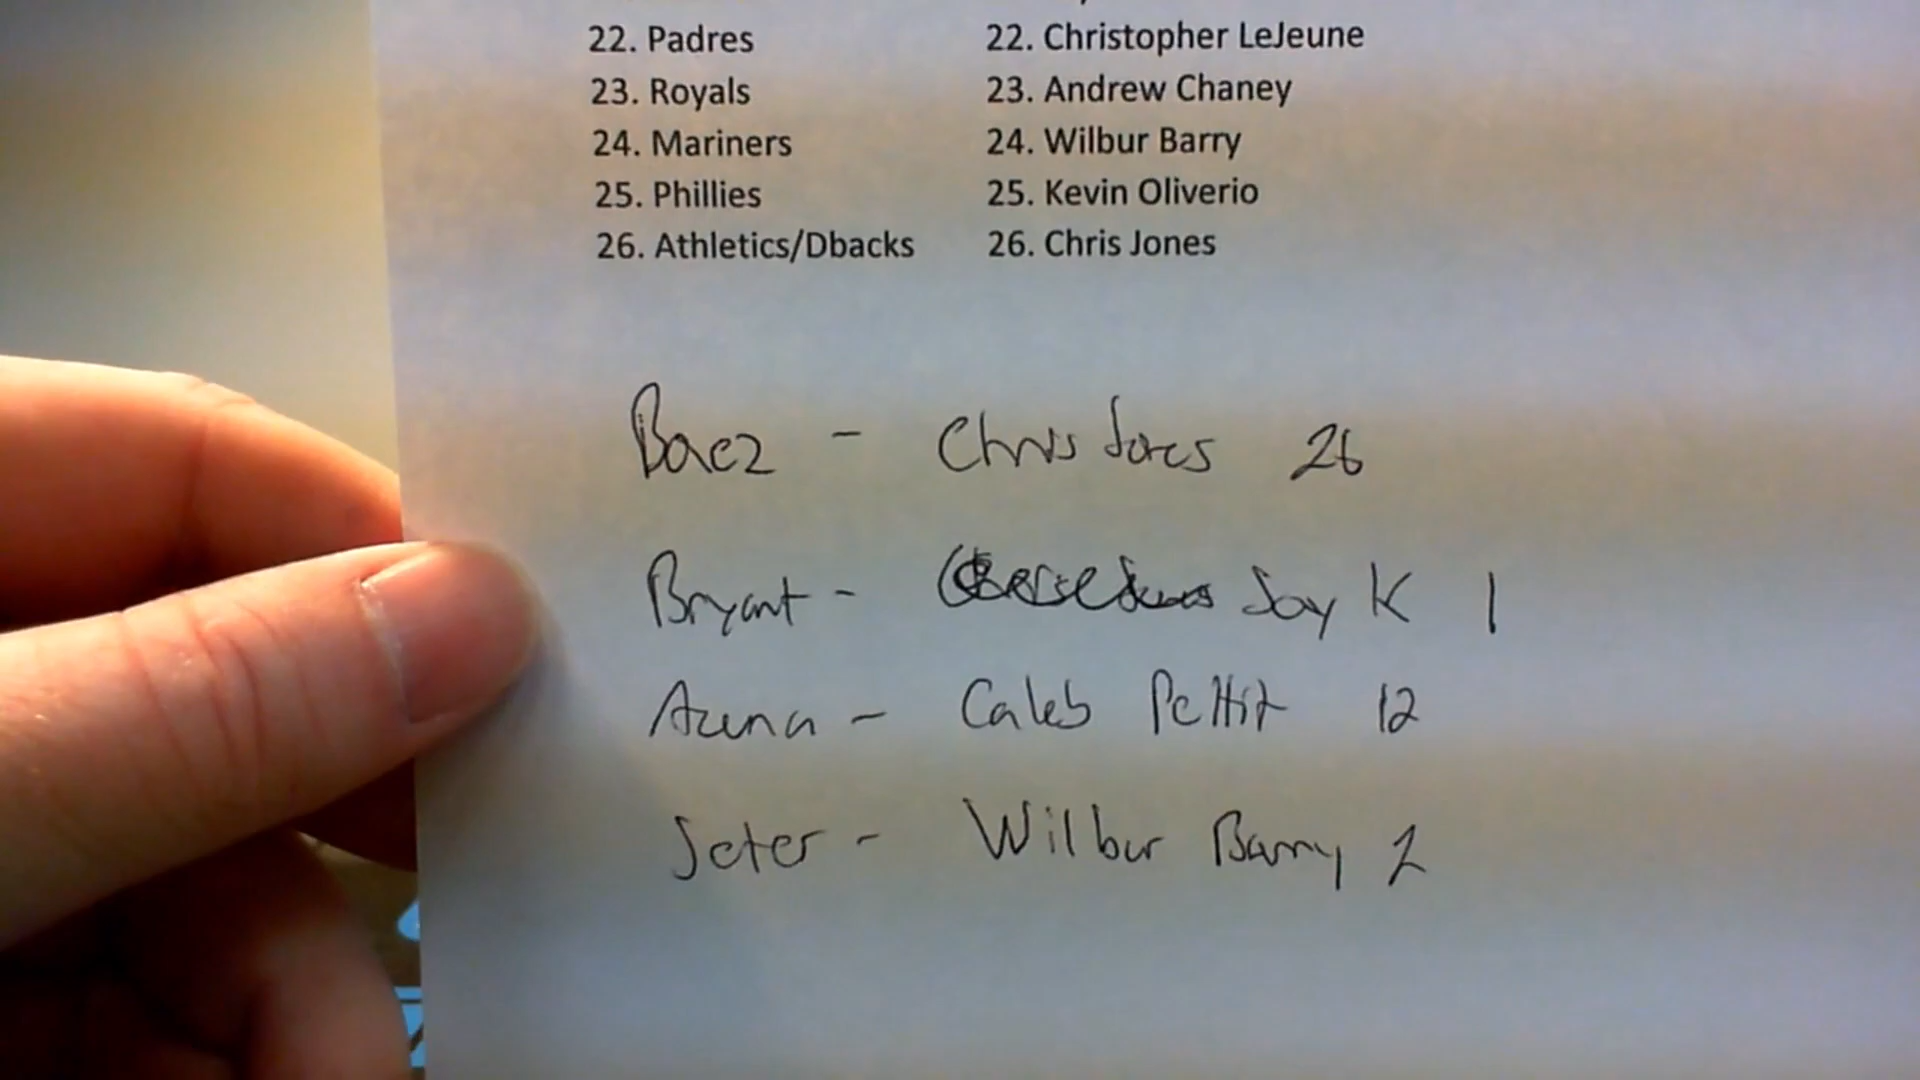 22. Padres 22. Christopher LeJeune
23. Royals 23. Andrew Chaney
24. Mariners 24. Wilbur Barry
25. Phillies 25. Kevin Oliverio
26. Athletics/Dbacks 26. Chris Jones
Baez - Chris Jones 26
Bryant - Jay K 1
- Caleb Pettit 12
Jeter - Wilbur Barry 2